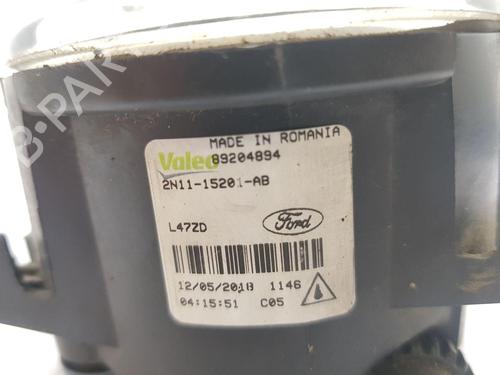 B-PAR
MADE IN ROMANIA
Valeo 89204894
2N11-15201-AB
L47ZD
Ford
12/05/2018 1146
04:15:51 C05